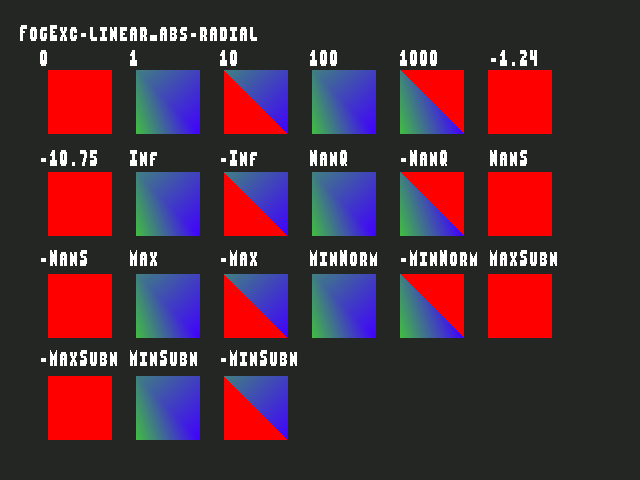 FogExc-linear_abs-radial
0 1 10 100 1000 -1.24
-10.75 Inf -Inf NanQ -NanQ NanS
-NanS Max -Max MinNorm -MinNorm MaxSubN
-MaxSubN MinSubN -MinSubN